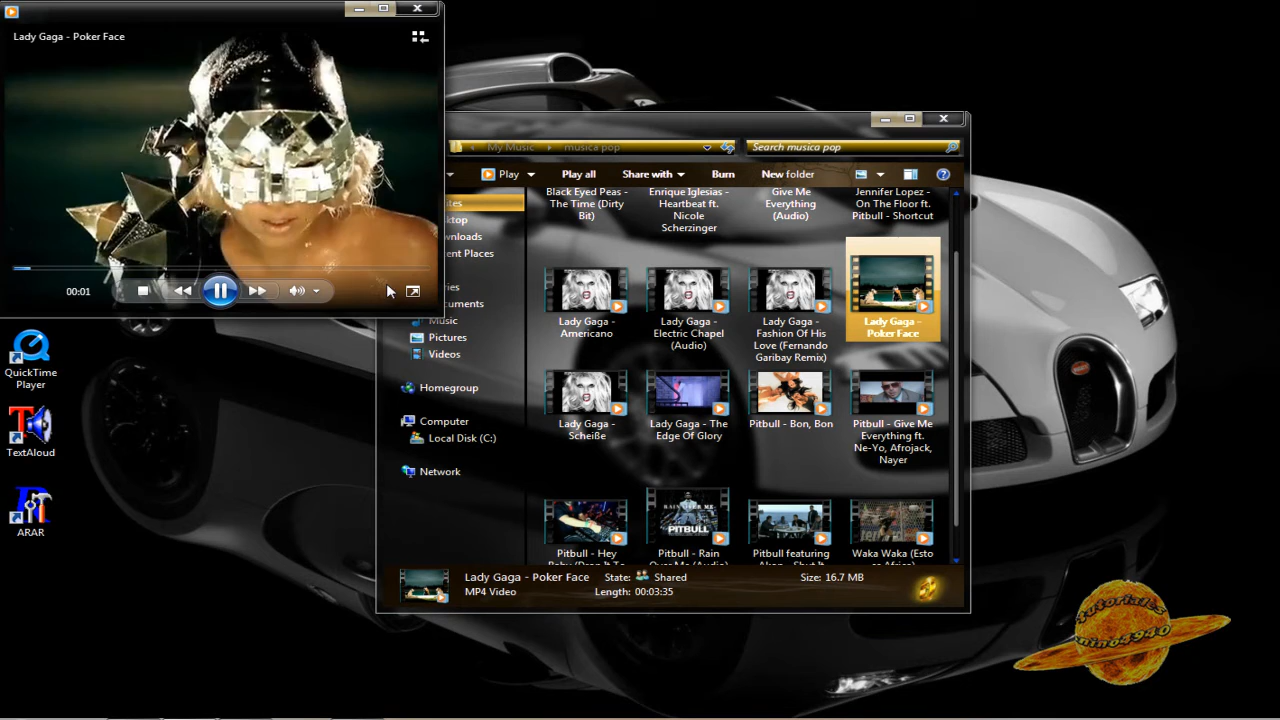 Lady Gaga - Poker Face
00:01
QuickTime
Player
TextAloud
ARAR
My Music
musica pop
Search musica pop
Play
Play all
Share with
Burn
New folder
Black Eyed Peas -
The Time (Dirty
Bit)
Enrique Iglesias -
Heartbeat ft.
Nicole
Scherzinger
Give Me
Everything
(Audio)
Jennifer Lopez -
On The Floor ft.
Pitbull - Shortcut
Lady Gaga -
Americano
Lady Gaga -
Electric Chapel
(Audio)
Lady Gaga -
Fashion Of His
Love (Fernando
Garibay Remix)
Lady Gaga -
Poker Face
Lady Gaga -
Scheiße
Lady Gaga - The
Edge Of Glory
Pitbull - Bon, Bon
Pitbull - Give Me
Everything ft.
Ne-Yo, Afrojack,
Nayer
RAIN OVER ME
PITBULL
Pitbull - Hey
Pitbull - Rain
Pitbull featuring
Waka Waka (Esto
Music
Pictures
Videos
Homegroup
Computer
Local Disk (C:)
Network
Lady Gaga - Poker Face
State: Shared
Size: 16.7 MB
MP4 Video
Length: 00:03:35
tutoriales
nino4940